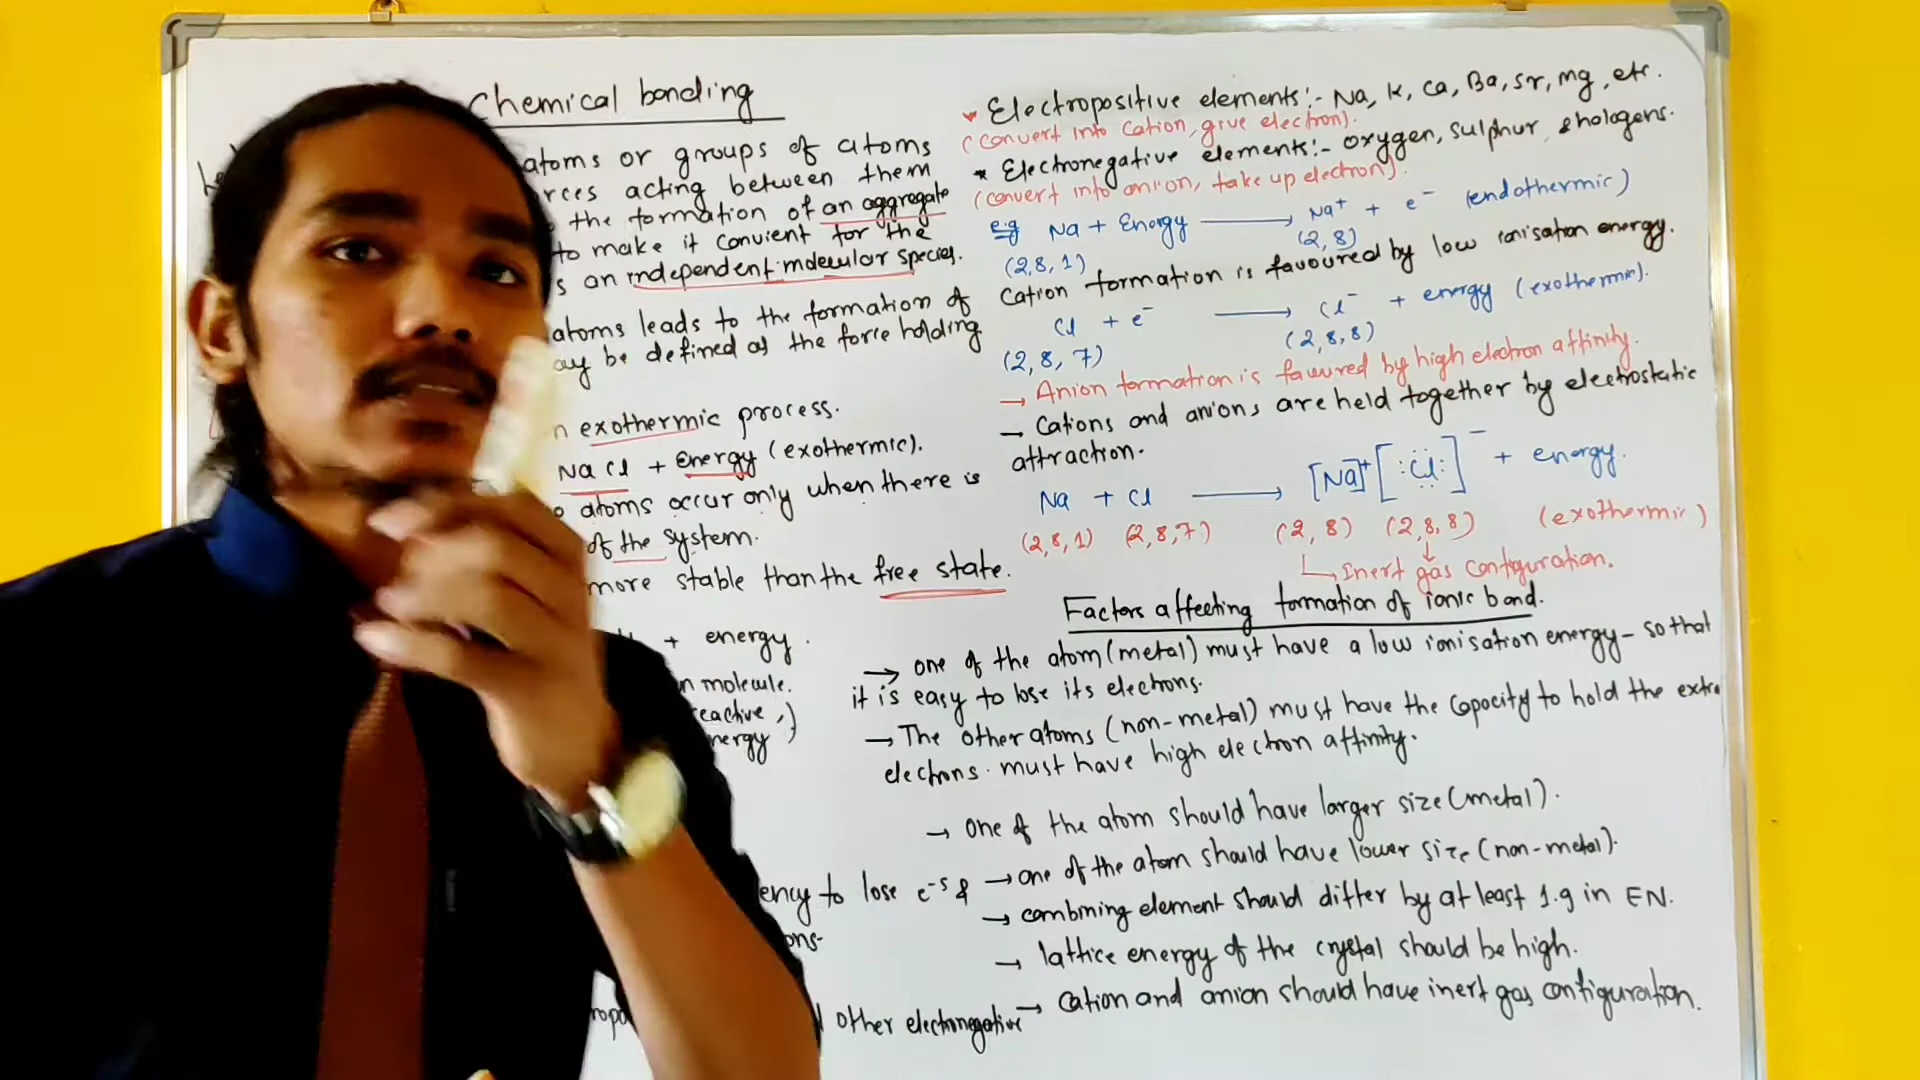 Chemical bonding
atoms or groups of atoms
rces acting between them
the formation of an aggregate
to make it convient for the
s an independent molecular species.
atoms leads to the formation of
ay be defined as the force holding
n exothermic process.
NaCl + Energy (exothermic).
atoms occur only when there is
of the system.
more stable than the free state.
+ energy.
n molecule.
eactive,)
nergy )
ency to lose e⁻s &
ons-
ropo
other electronegative
* Electropositive elements:- Na, K, Ca, Ba, Sr, Mg, etc.
(Convert into Cation, give electron).
* Electronegative elements:- oxygen, sulphur & halogens.
(convert into anion, take up electron).
e.g Na + Energy ⟶ Na⁺ + e⁻ (endothermic)
(2,8,1) (2,8)
Cation formation is favoured by low ionisation energy.
Cl + e⁻ ⟶ Cl⁻ + energy (exothermic).
(2,8,7) (2,8,8)
→ Anion formation is favoured by high electron affinity.
→ Cations and anions are held together by electrostatic
attraction.
Na + Cl ⟶ [Na]⁺ [:Cl:]⁻ + energy.
(2,8,1) (2,8,7) (2,8) (2,8,8) (exothermic)
↳ Inert gas configuration.
Factors affecting formation of ionic bond.
→ one of the atom (metal) must have a low ionisation energy - so that
it is easy to lose its electrons.
→ The other atoms (non-metal) must have the capacity to hold the extra
electrons. must have high electron affinity.
→ one of the atom should have larger size (metal).
→ one of the atom should have lower size (non-metal).
→ combining element should differ by at least 1.9 in EN.
→ lattice energy of the crystal should be high.
→ cation and anion should have inert gas configuration.